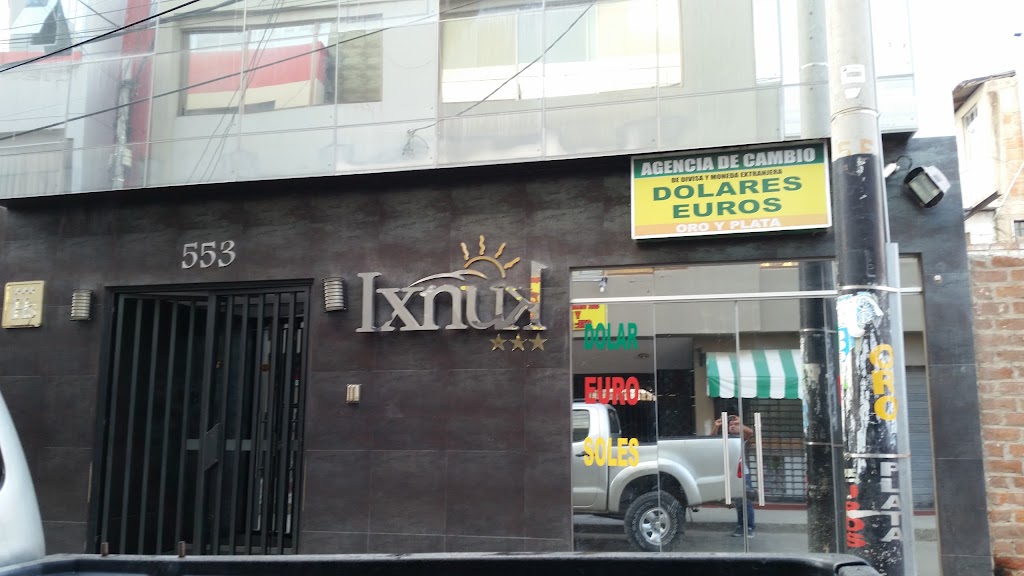 AGENCIA DE CAMBIO
DE DIVISA Y MONEDA EXTRANJERA
DOLARES
EUROS
ORO Y PLATA
553
Ixnuk
DOLAR
EURO
SOLES
ORO
PLATA